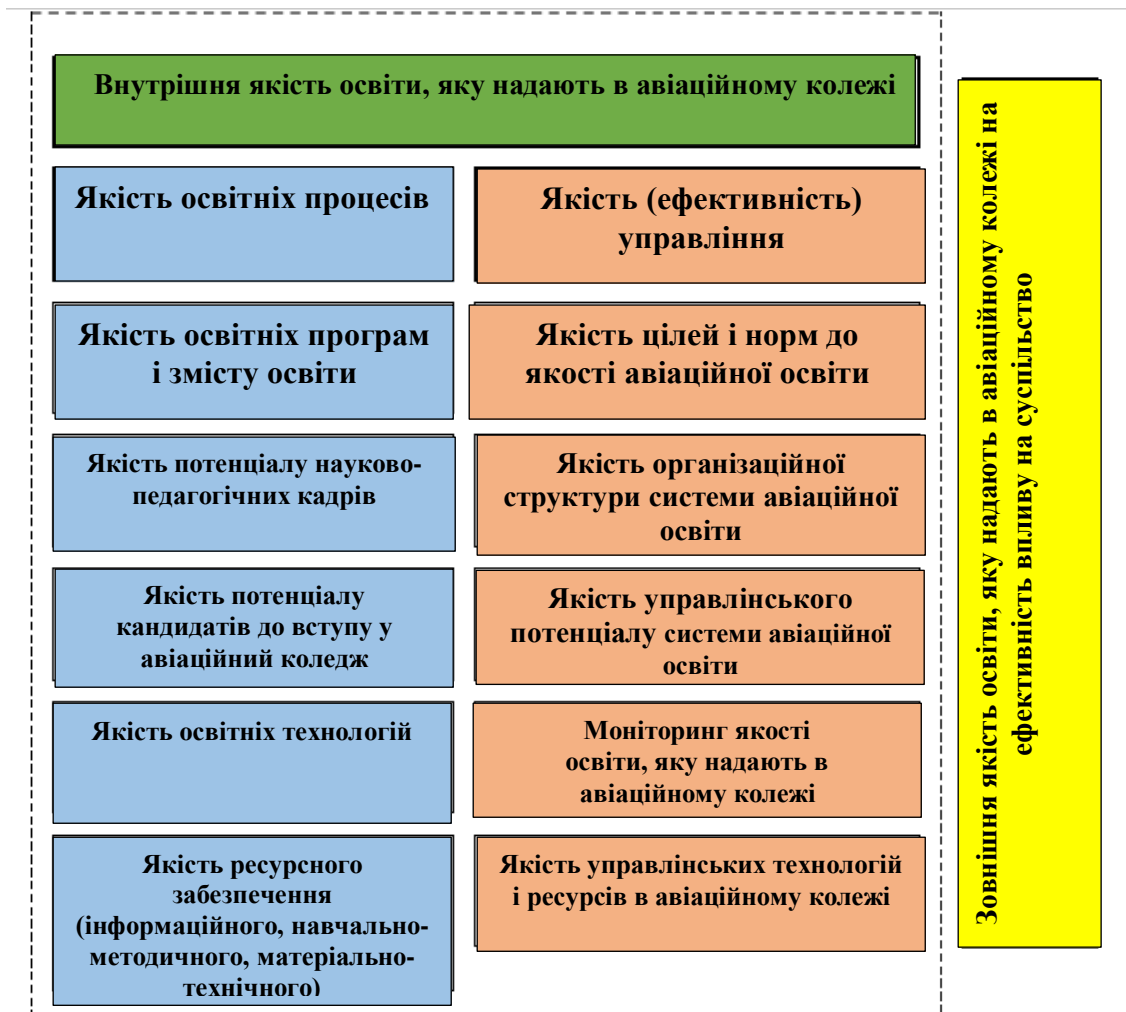 Внутрішня якість освіти, яку надають в авіаційному колежі
Якість освітніх процесів
Якість (ефективність)
управління
Якість освітніх програм
і змісту освіти
Якість цілей і норм до
якості авіаційної освіти
Якість потенціалу науково-
педагогічних кадрів
Якість організаційної
структури системи авіаційної
освіти
Якість потенціалу
кандидатів до вступу у
авіаційний коледж
Якість управлінського
потенціалу системи авіаційної
освіти
Якість освітніх технологій
Моніторинг якості
освіти, яку надають в
авіаційному колежі
Якість ресурсного
забезпечення
(інформаційного, навчально-
методичного, матеріально-
технічного)
Якість управлінських технологій
і ресурсів в авіаційному колежі
Зовнішня якість освіти, яку надають в авіаційному колежі на
ефективність впливу на суспільство